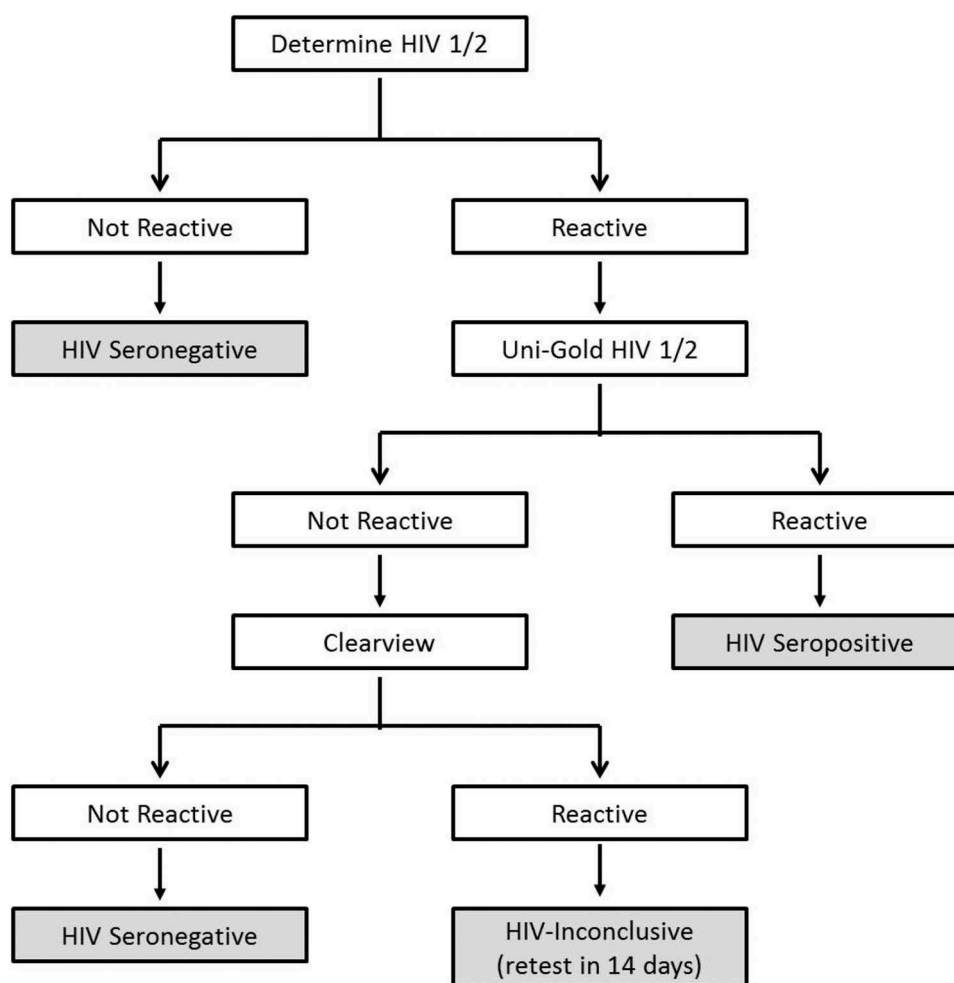 Determine HIV 1/2
Not Reactive
Reactive
HIV Seronegative
Uni-Gold HIV 1/2
Not Reactive
Reactive
Clearview
HIV Seropositive
Not Reactive
Reactive
HIV Seronegative
HIV-Inconclusive
(retest in 14 days)